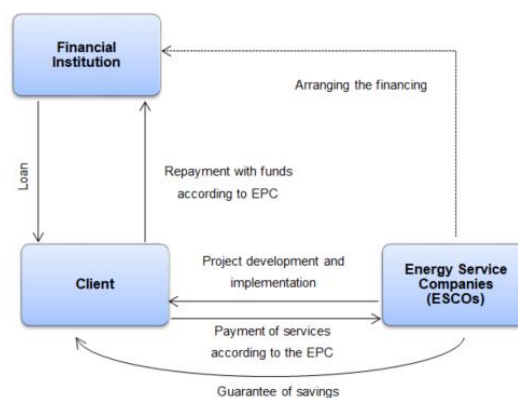 Financial
Institution
Arranging the financing
Loan
Repayment with funds
according to EPC
Client
Project development and
implementation
Energy Service
Companies
(ESCOs)
Payment of services
according to the EPC
Guarantee of savings